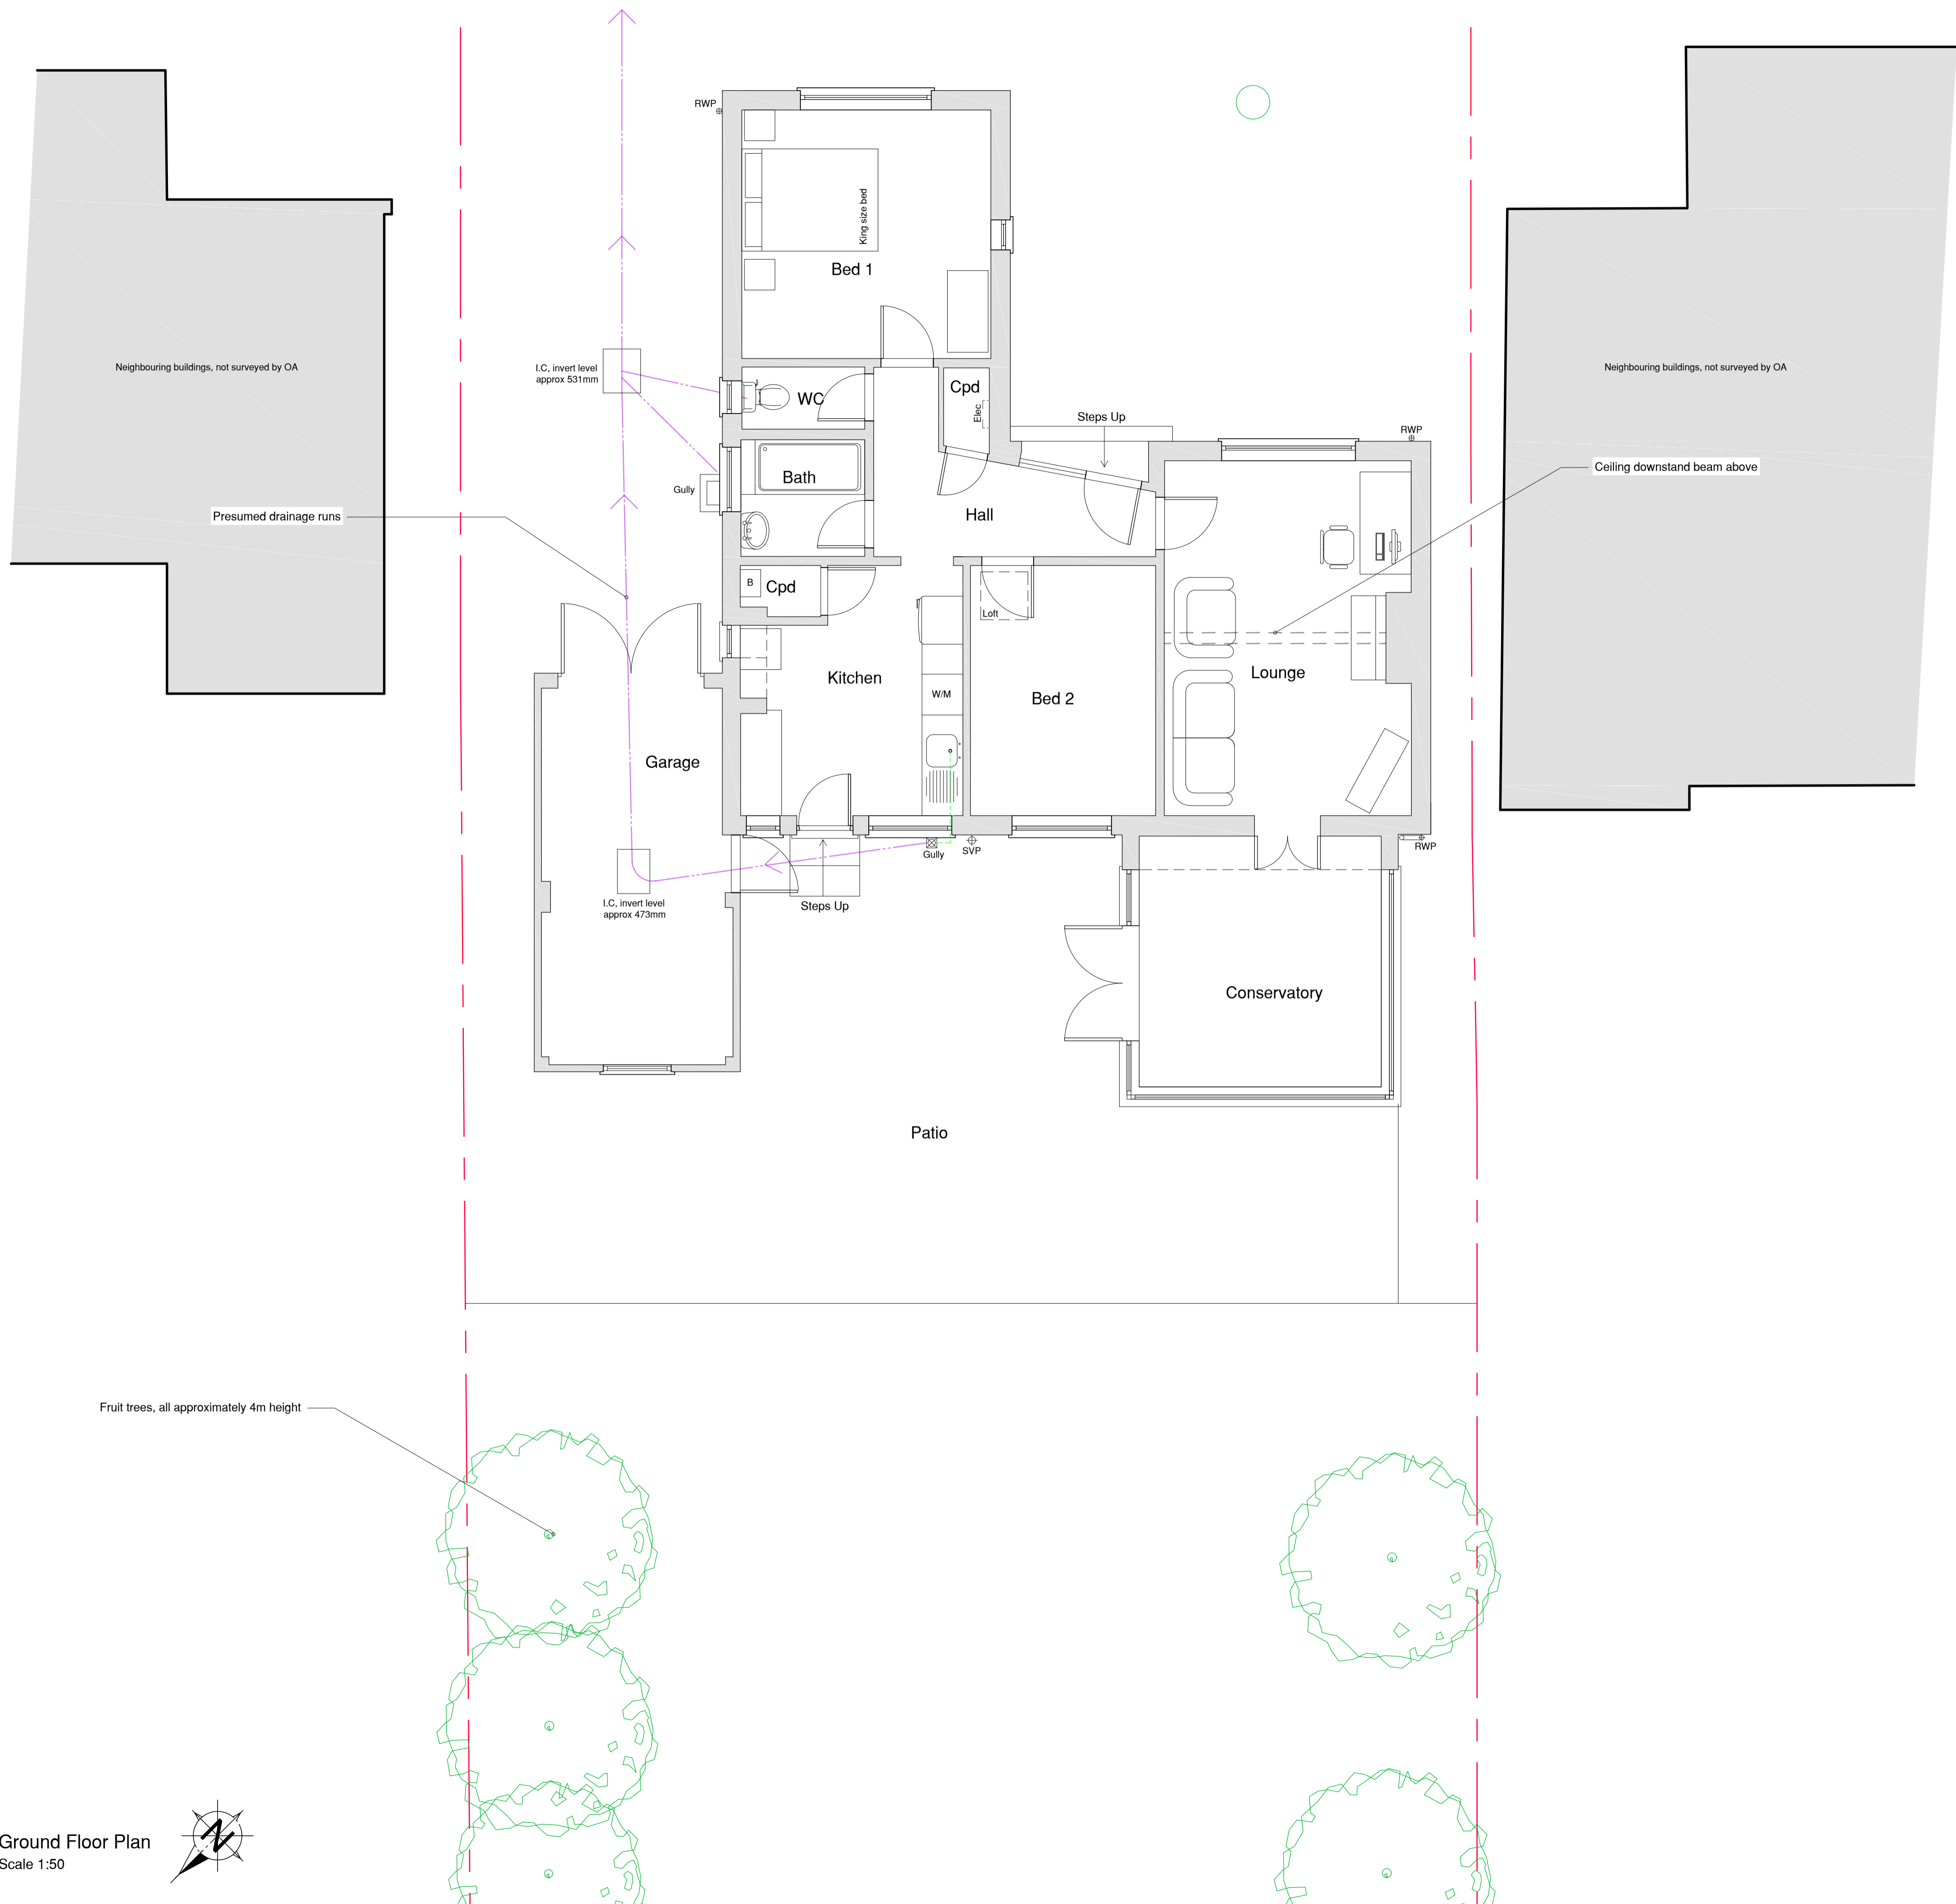 RWP
King size bed
Bed 1
Neighbouring buildings, not surveyed by OA
I.C, invert level
approx 531mm
WC
Cpd
Elec
Steps Up
RWP
Neighbouring buildings, not surveyed by OA
Ceiling downstand beam above
Bath
Gully
Presumed drainage runs
Hall
B
Cpd
Loft
Kitchen
W/M
Bed 2
Lounge
Garage
Gully
SVP
RWP
I.C, invert level
approx 473mm
Steps Up
Conservatory
Patio
Fruit trees, all approximately 4m height
N
Ground Floor Plan
Scale 1:50